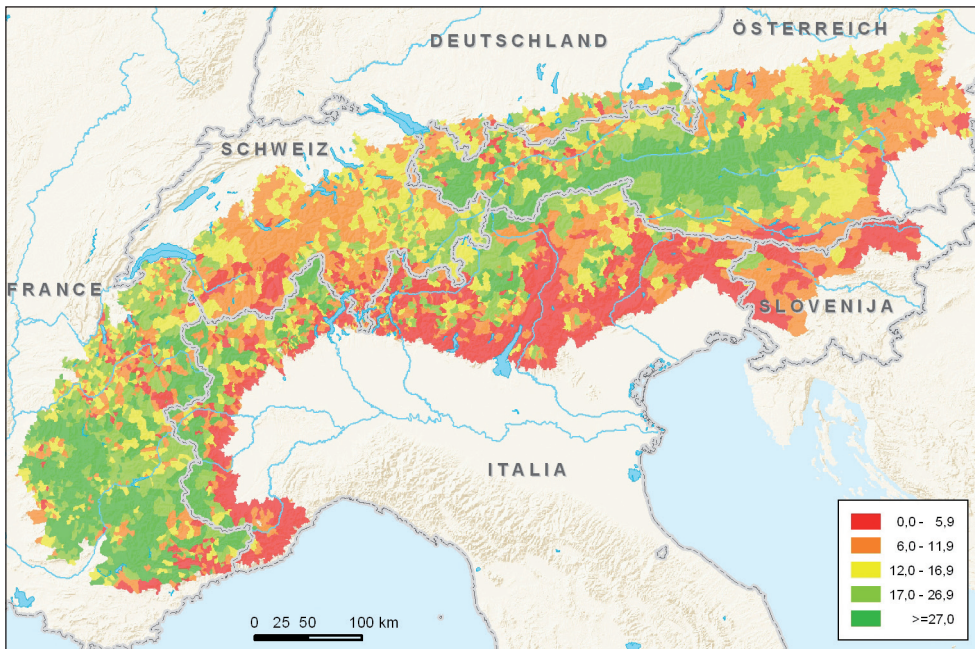 DEUTSCHLAND
ÖSTERREICH
SCHWEIZ
FRANCE
SLOVENIJA
ITALIA
0,0 - 5,9
6,0 - 11,9
12,0 - 16,9
17,0 - 26,9
>=27,0
0 25 50 100 km